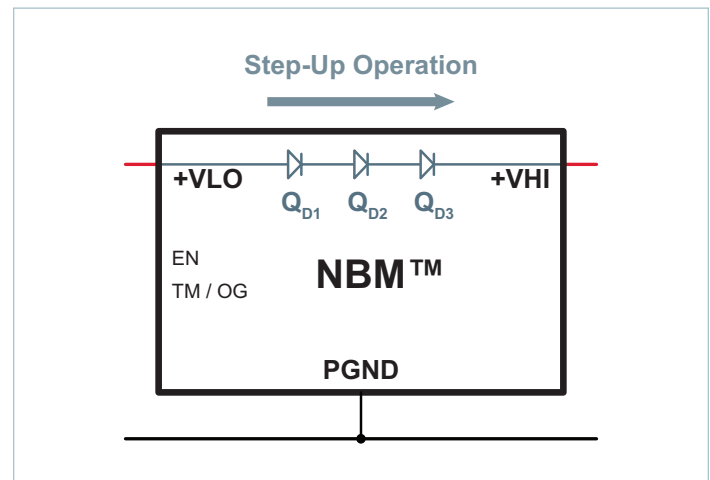 Step-Up Operation
+VLO +VHI
QD1 QD2 QD3
EN
NBM™
TM / OG
PGND